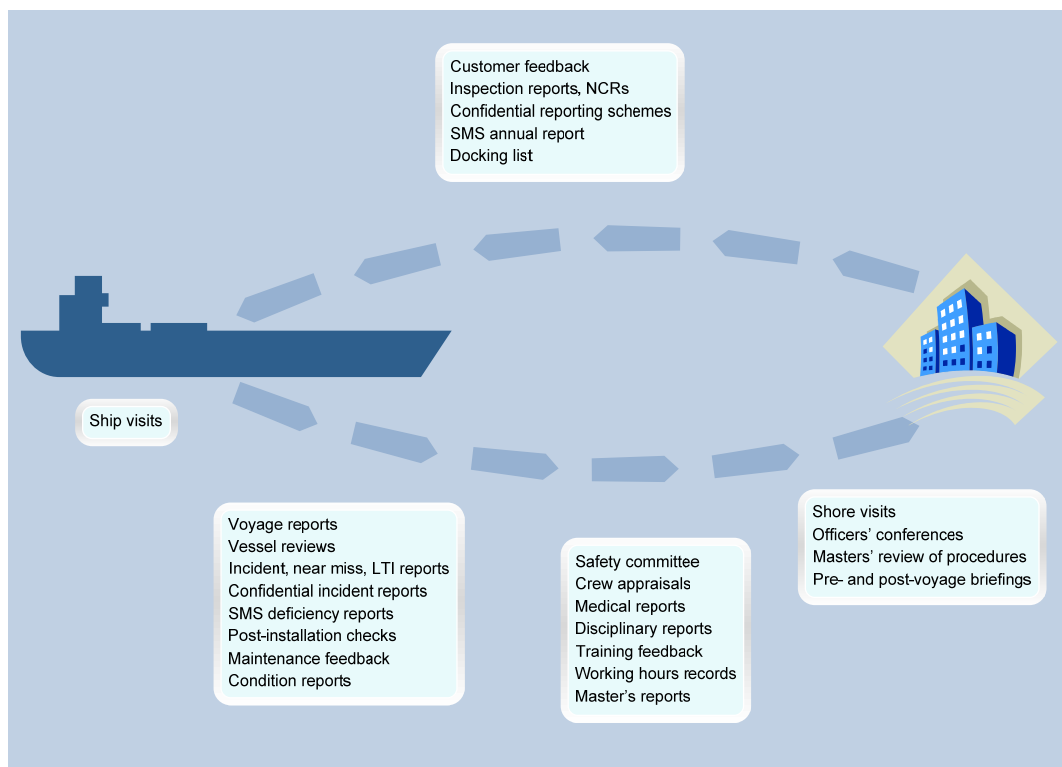 Customer feedback
Inspection reports, NCRs
Confidential reporting schemes
SMS annual report
Docking list
Ship visits
Voyage reports
Vessel reviews
Incident, near miss, LTI reports
Confidential incident reports
SMS deficiency reports
Post-installation checks
Maintenance feedback
Condition reports
Safety committee
Crew appraisals
Medical reports
Disciplinary reports
Training feedback
Working hours records
Master's reports
Shore visits
Officers' conferences
Masters' review of procedures
Pre- and post-voyage briefings